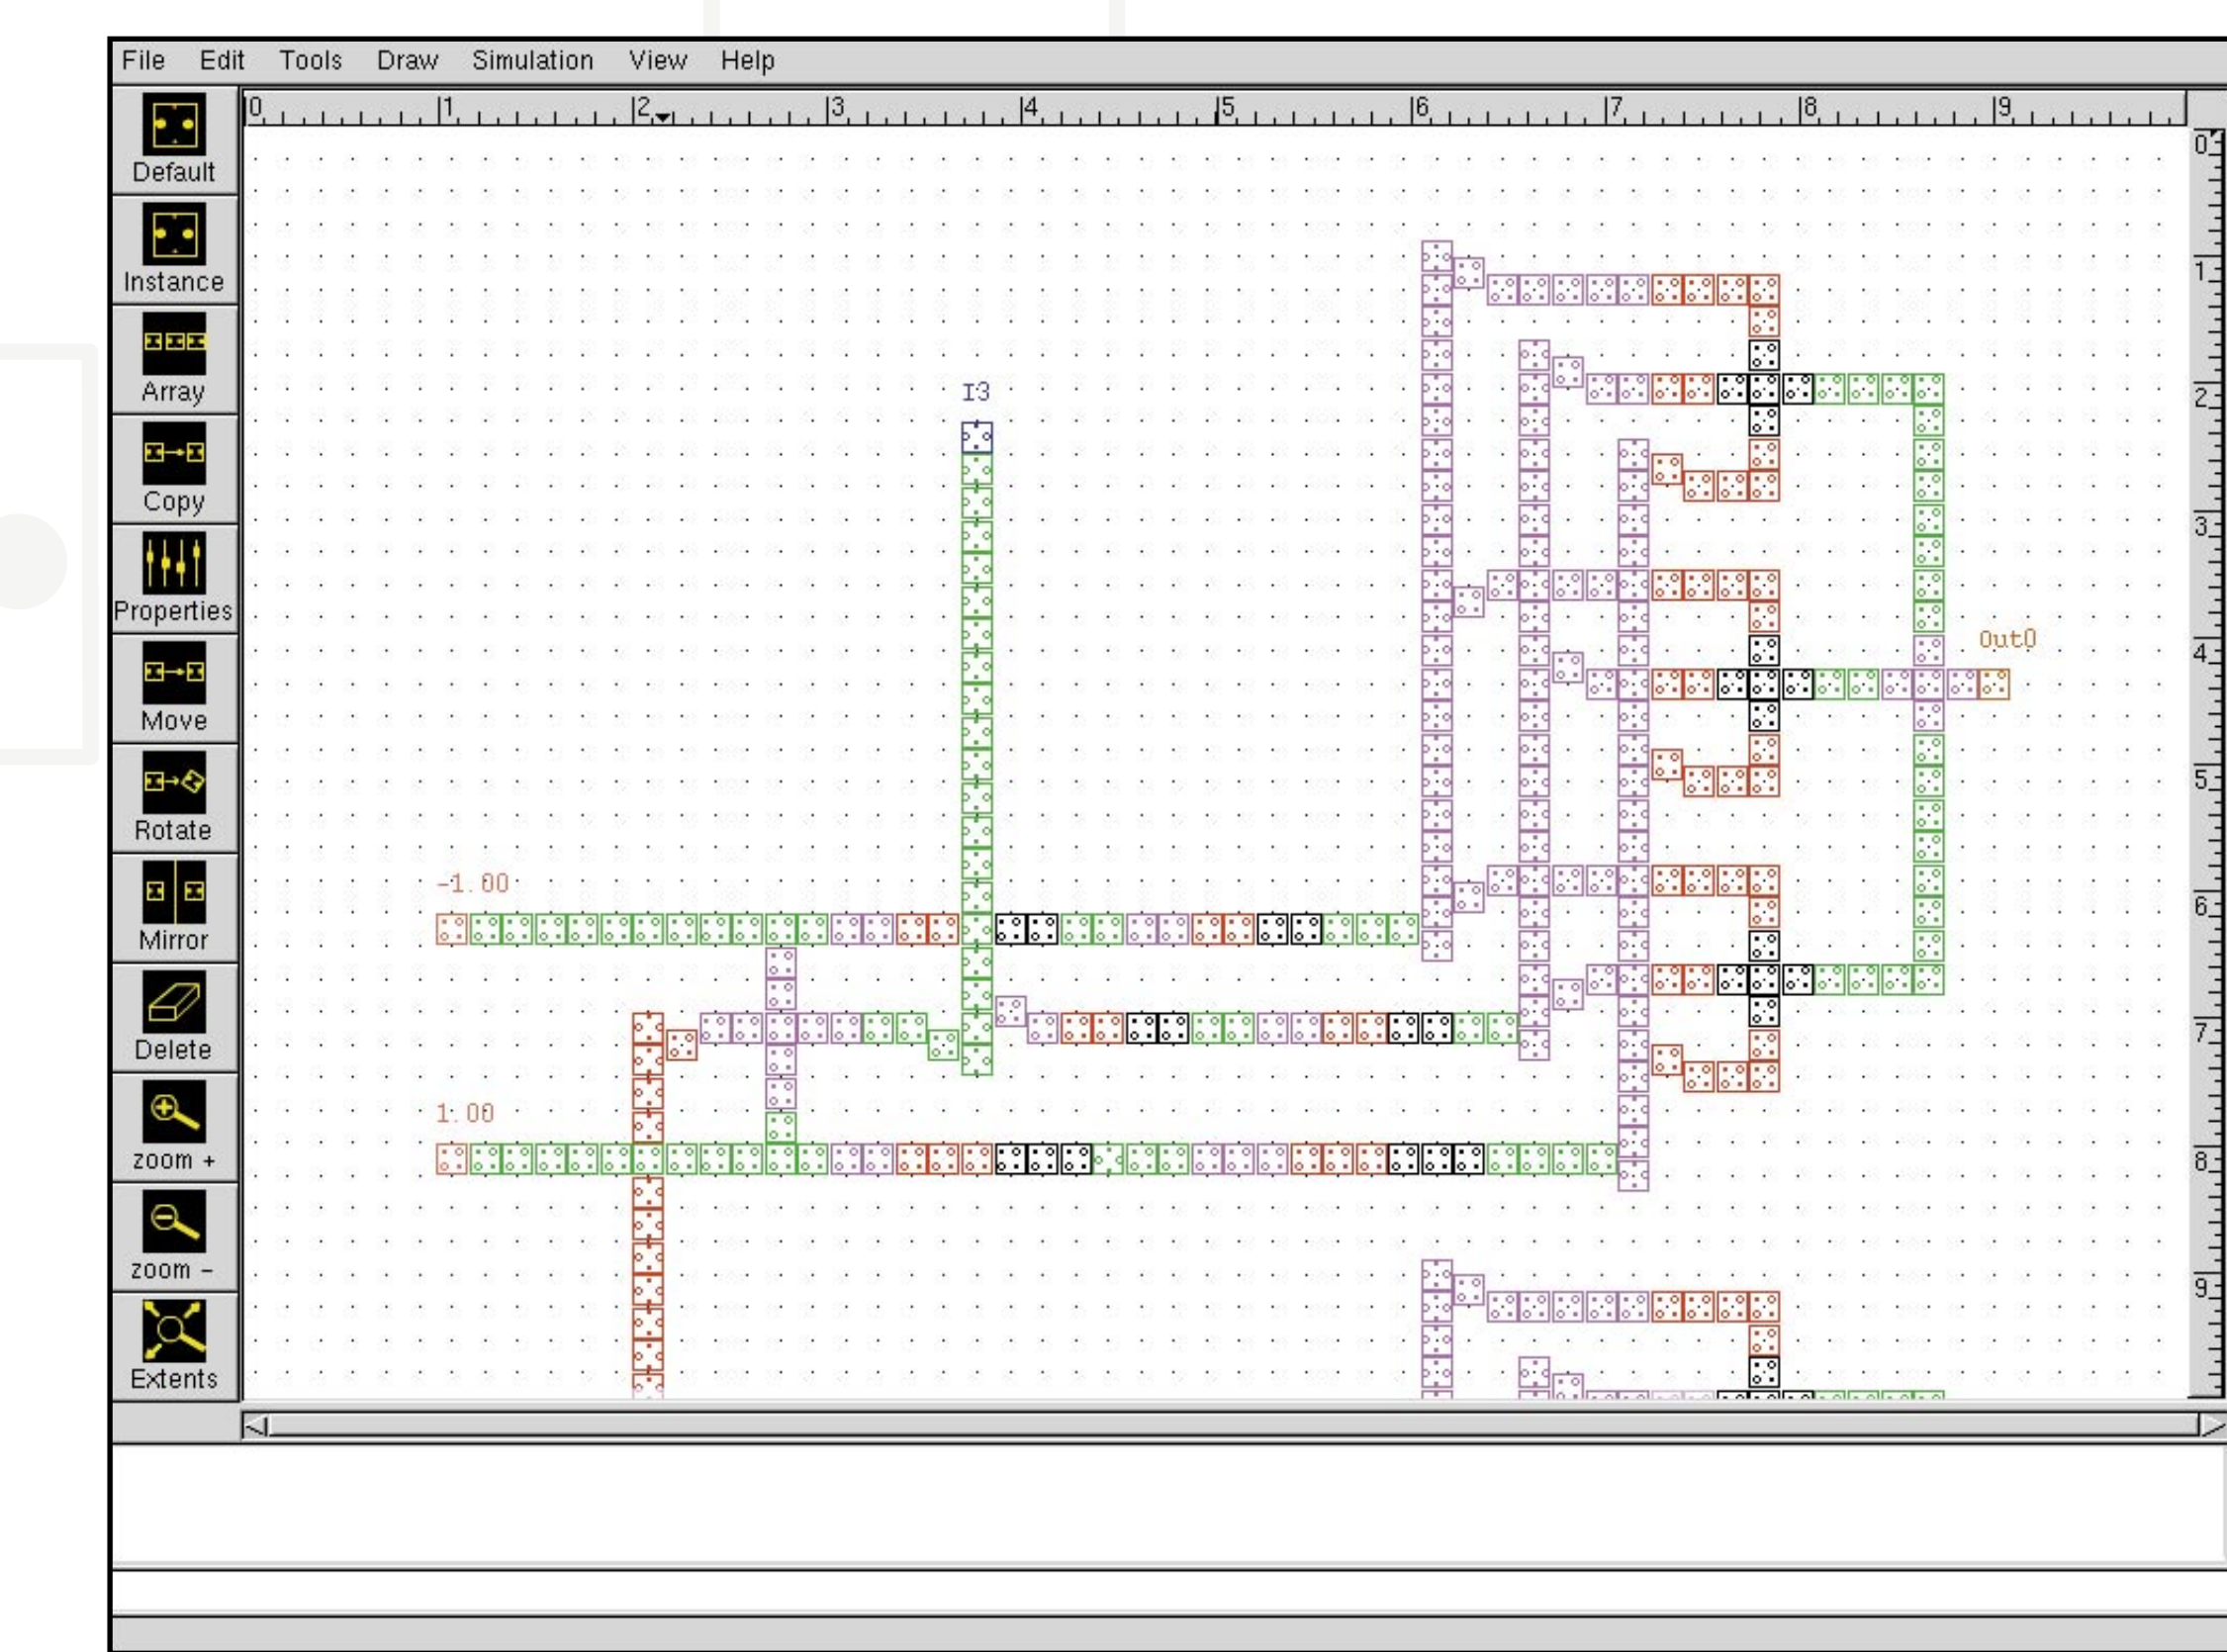 File Edit Tools Draw Simulation View Help
0 1 2 3 4 5 6 7 8 9
Default
Instance
Array
Copy
Properties
Move
Rotate
Mirror
Delete
zoom +
zoom -
Extents
I3
out0
-1.00
1.00
0
1
2
3
4
5
6
7
8
9